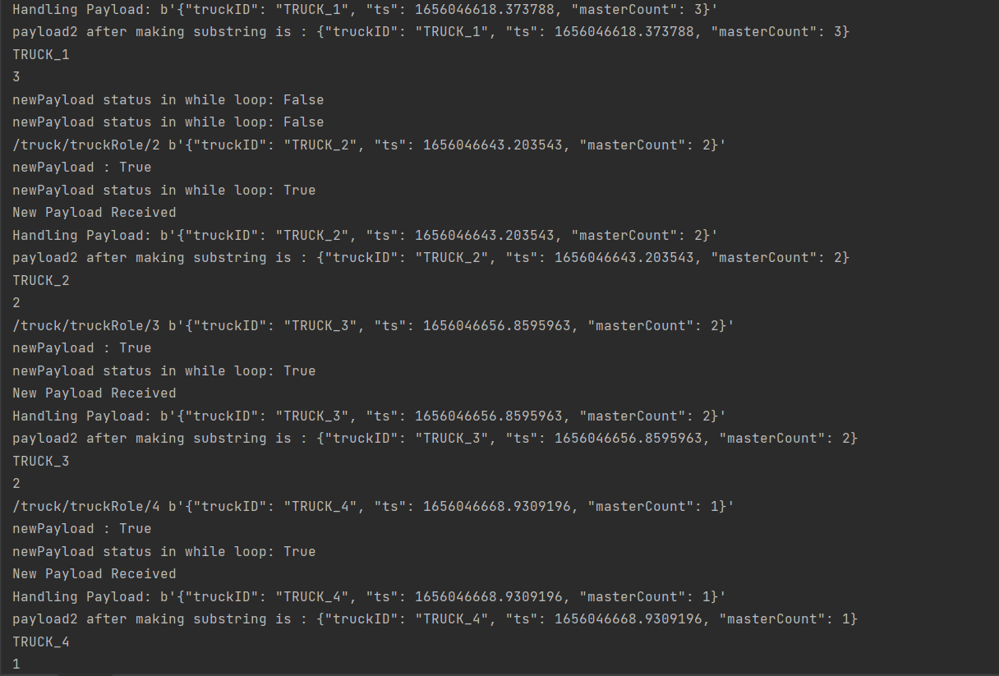 Handling Payload: b'{"truckID": "TRUCK_1", "ts": 1656046618.373788, "masterCount": 3}'
payload2 after making substring is : {"truckID": "TRUCK_1", "ts": 1656046618.373788, "masterCount": 3}
TRUCK_1
3
newPayload status in while loop: False
newPayload status in while loop: False
/truck/truckRole/2 b'{"truckID": "TRUCK_2", "ts": 1656046643.203543, "masterCount": 2}'
newPayload : True
newPayload status in while loop: True
New Payload Received
Handling Payload: b'{"truckID": "TRUCK_2", "ts": 1656046643.203543, "masterCount": 2}'
payload2 after making substring is : {"truckID": "TRUCK_2", "ts": 1656046643.203543, "masterCount": 2}
TRUCK_2
2
/truck/truckRole/3 b'{"truckID": "TRUCK_3", "ts": 1656046656.8595963, "masterCount": 2}'
newPayload : True
newPayload status in while loop: True
New Payload Received
Handling Payload: b'{"truckID": "TRUCK_3", "ts": 1656046656.8595963, "masterCount": 2}'
payload2 after making substring is : {"truckID": "TRUCK_3", "ts": 1656046656.8595963, "masterCount": 2}
TRUCK_3
2
/truck/truckRole/4 b'{"truckID": "TRUCK_4", "ts": 1656046668.9309196, "masterCount": 1}'
newPayload : True
newPayload status in while loop: True
New Payload Received
Handling Payload: b'{"truckID": "TRUCK_4", "ts": 1656046668.9309196, "masterCount": 1}'
payload2 after making substring is : {"truckID": "TRUCK_4", "ts": 1656046668.9309196, "masterCount": 1}
TRUCK_4
1